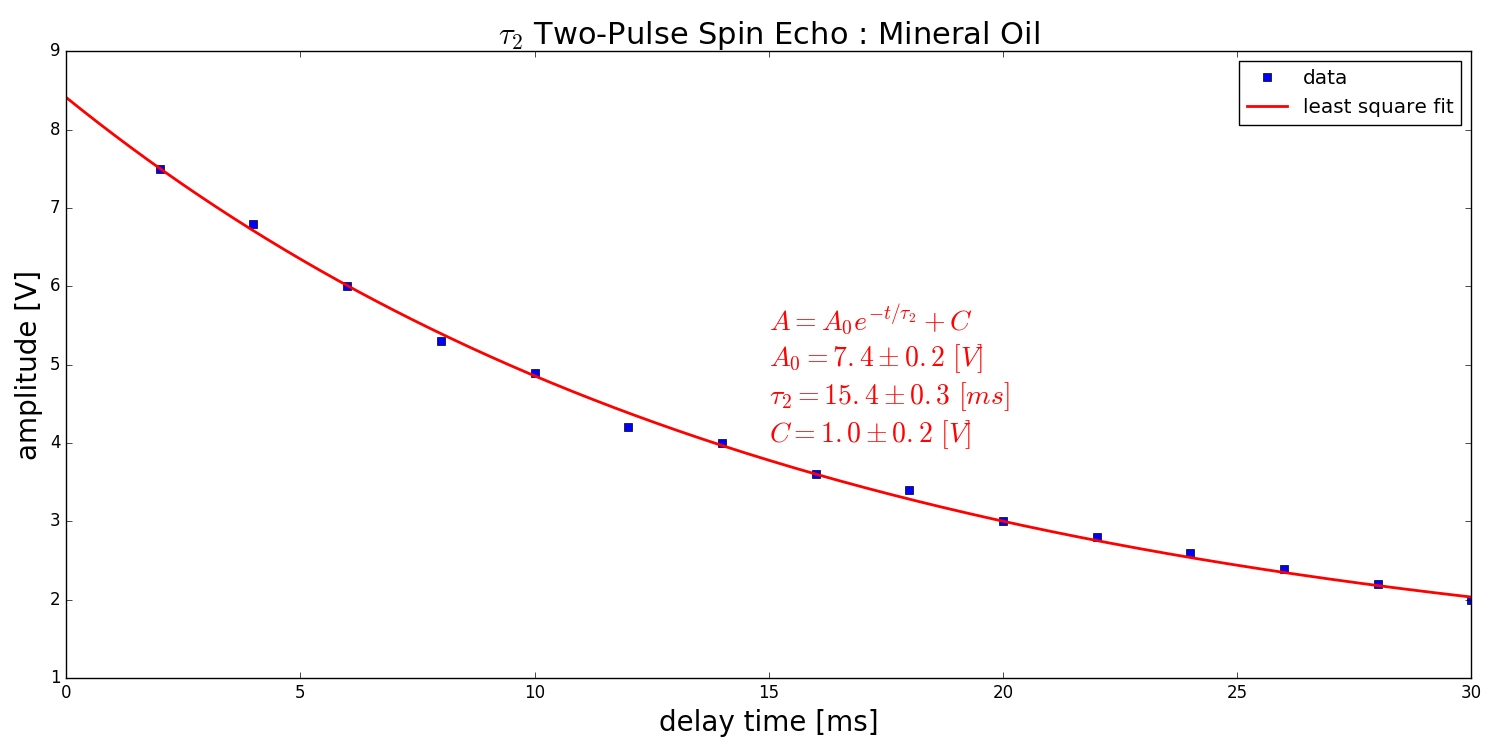 τ₂ Two-Pulse Spin Echo : Mineral Oil
data
least square fit
9
8
7
6
5
4
3
2
1
amplitude [V]
A = A₀e^{−t/τ₂} + C
A₀ = 7.4 ± 0.2 [V]
τ₂ = 15.4 ± 0.3 [ms]
C = 1.0 ± 0.2 [V]
0 5 10 15 20 25 30
delay time [ms]